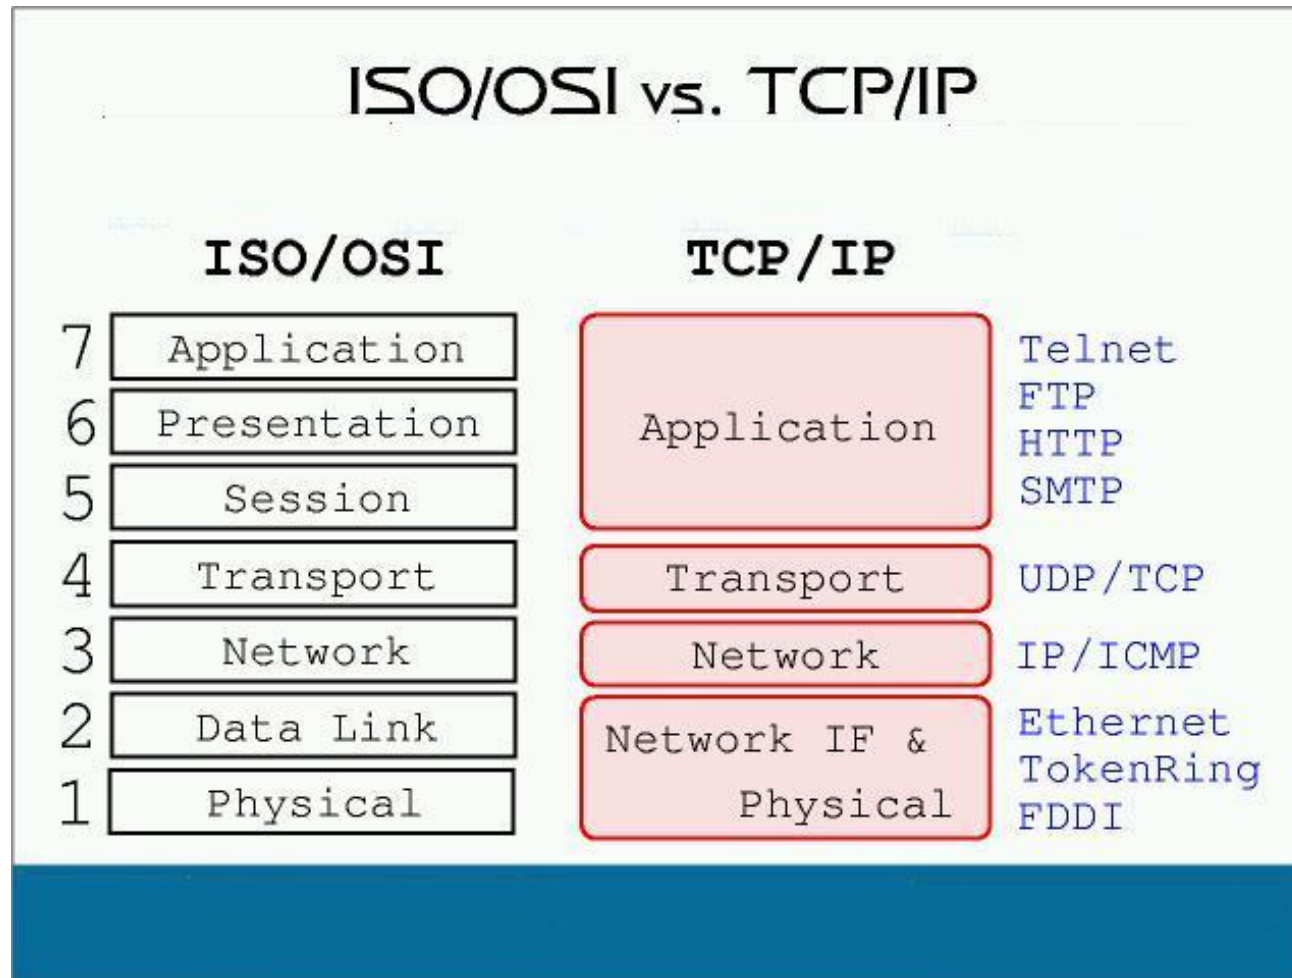 ISO/OSI vs. TCP/IP
ISO/OSI
TCP/IP
7 Application
6 Presentation
5 Session
4 Transport
3 Network
2 Data Link
1 Physical
Application
Transport
Network
Network IF &
Physical
Telnet
FTP
HTTP
SMTP
UDP/TCP
IP/ICMP
Ethernet
TokenRing
FDDI